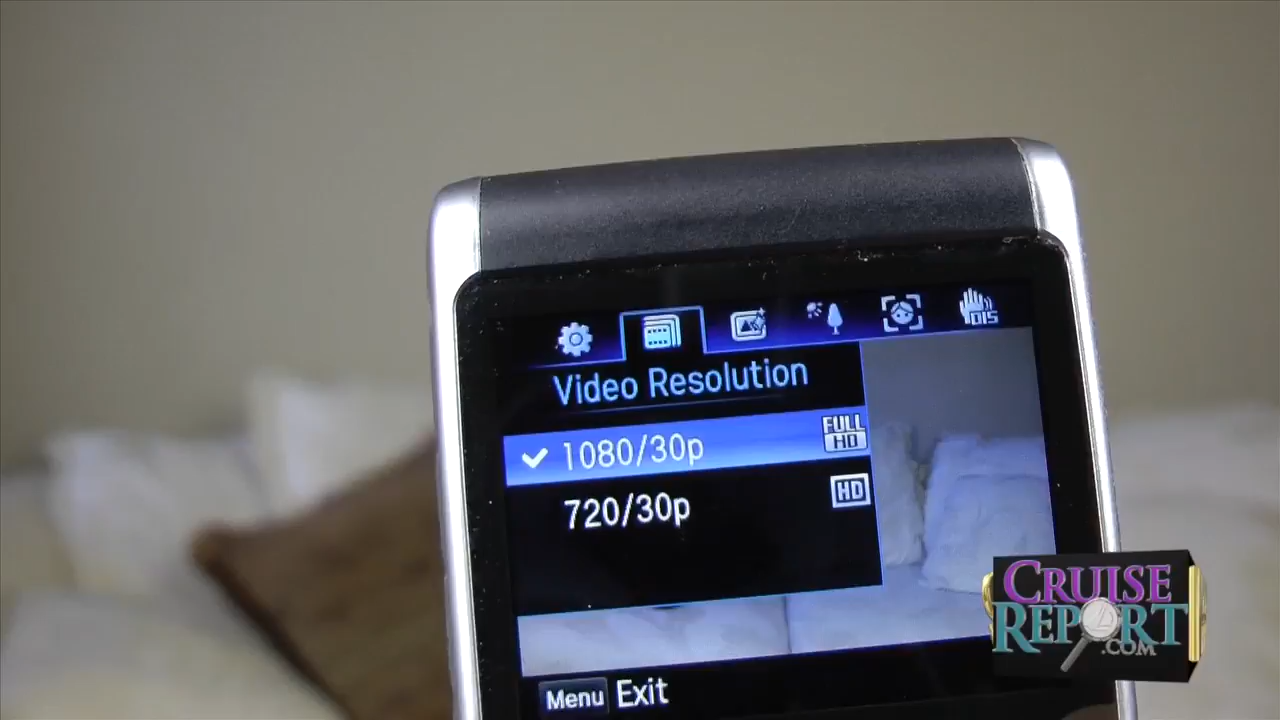 DIS
Video Resolution
1080/30p FULL HD
720/30p HD
Menu Exit
CRUISE
REPORT
.COM